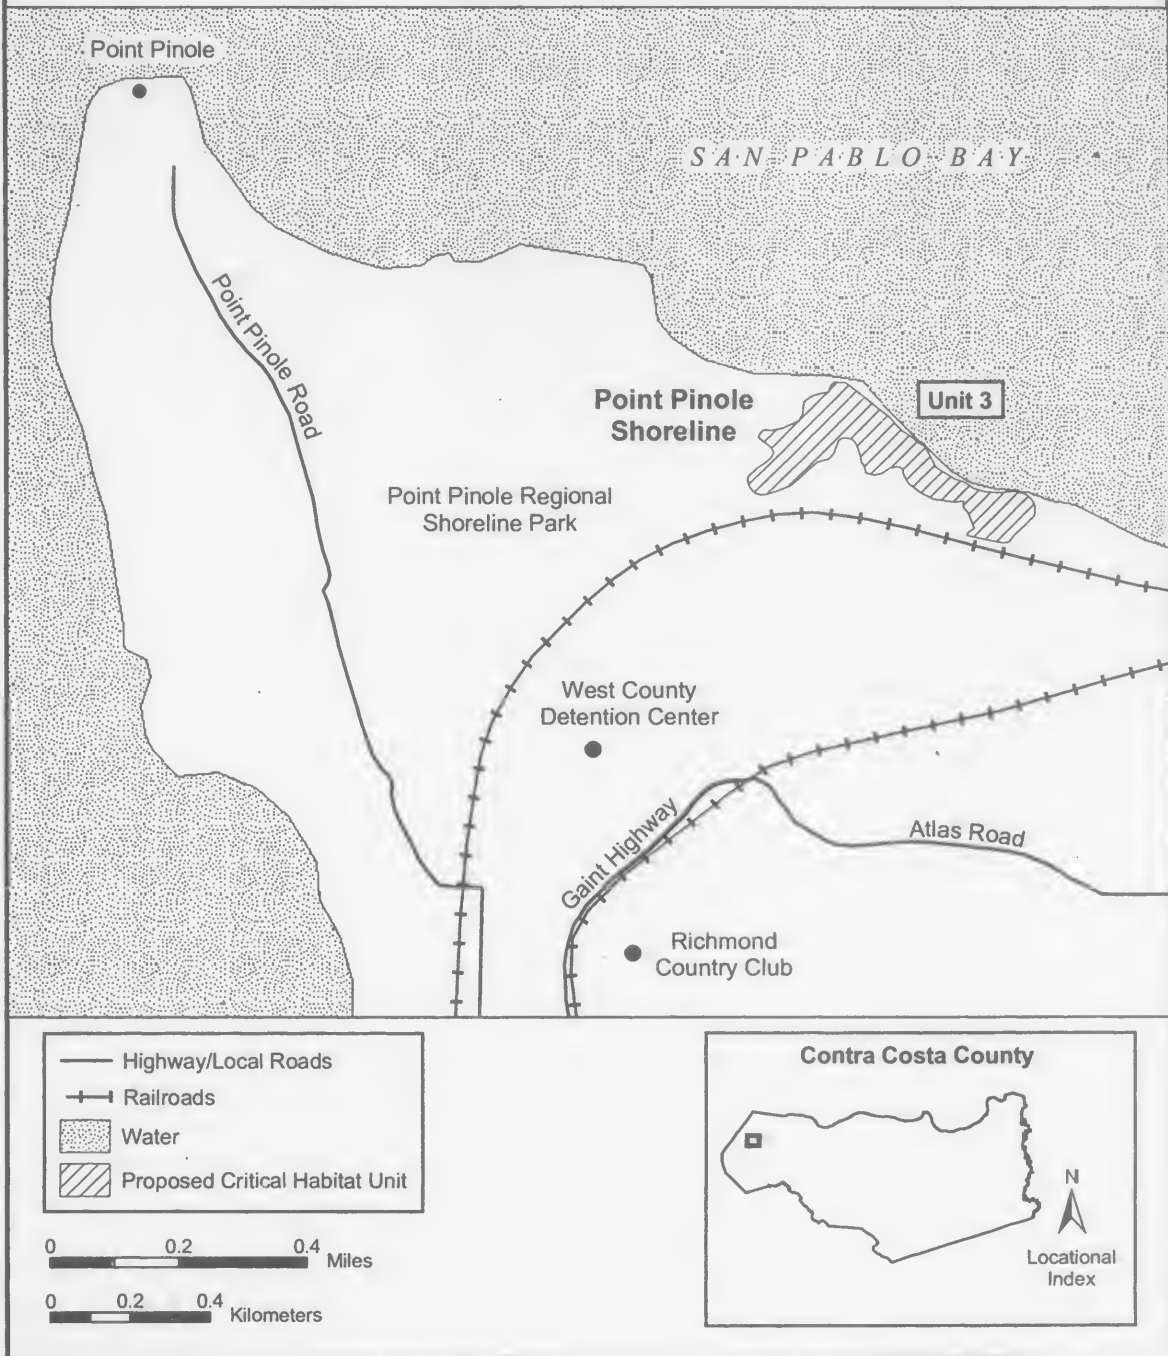 Point Pinole
SAN PABLO BAY
Point Pinole Road
Point Pinole
Shoreline
Unit 3
Point Pinole Regional
Shoreline Park
West County
Detention Center
Gaint Highway
Atlas Road
Richmond
Country Club
Highway/Local Roads
Railroads
Water
Proposed Critical Habitat Unit
0 0.2 0.4
Miles
0 0.2 0.4
Kilometers
Contra Costa County
N
Locational
Index